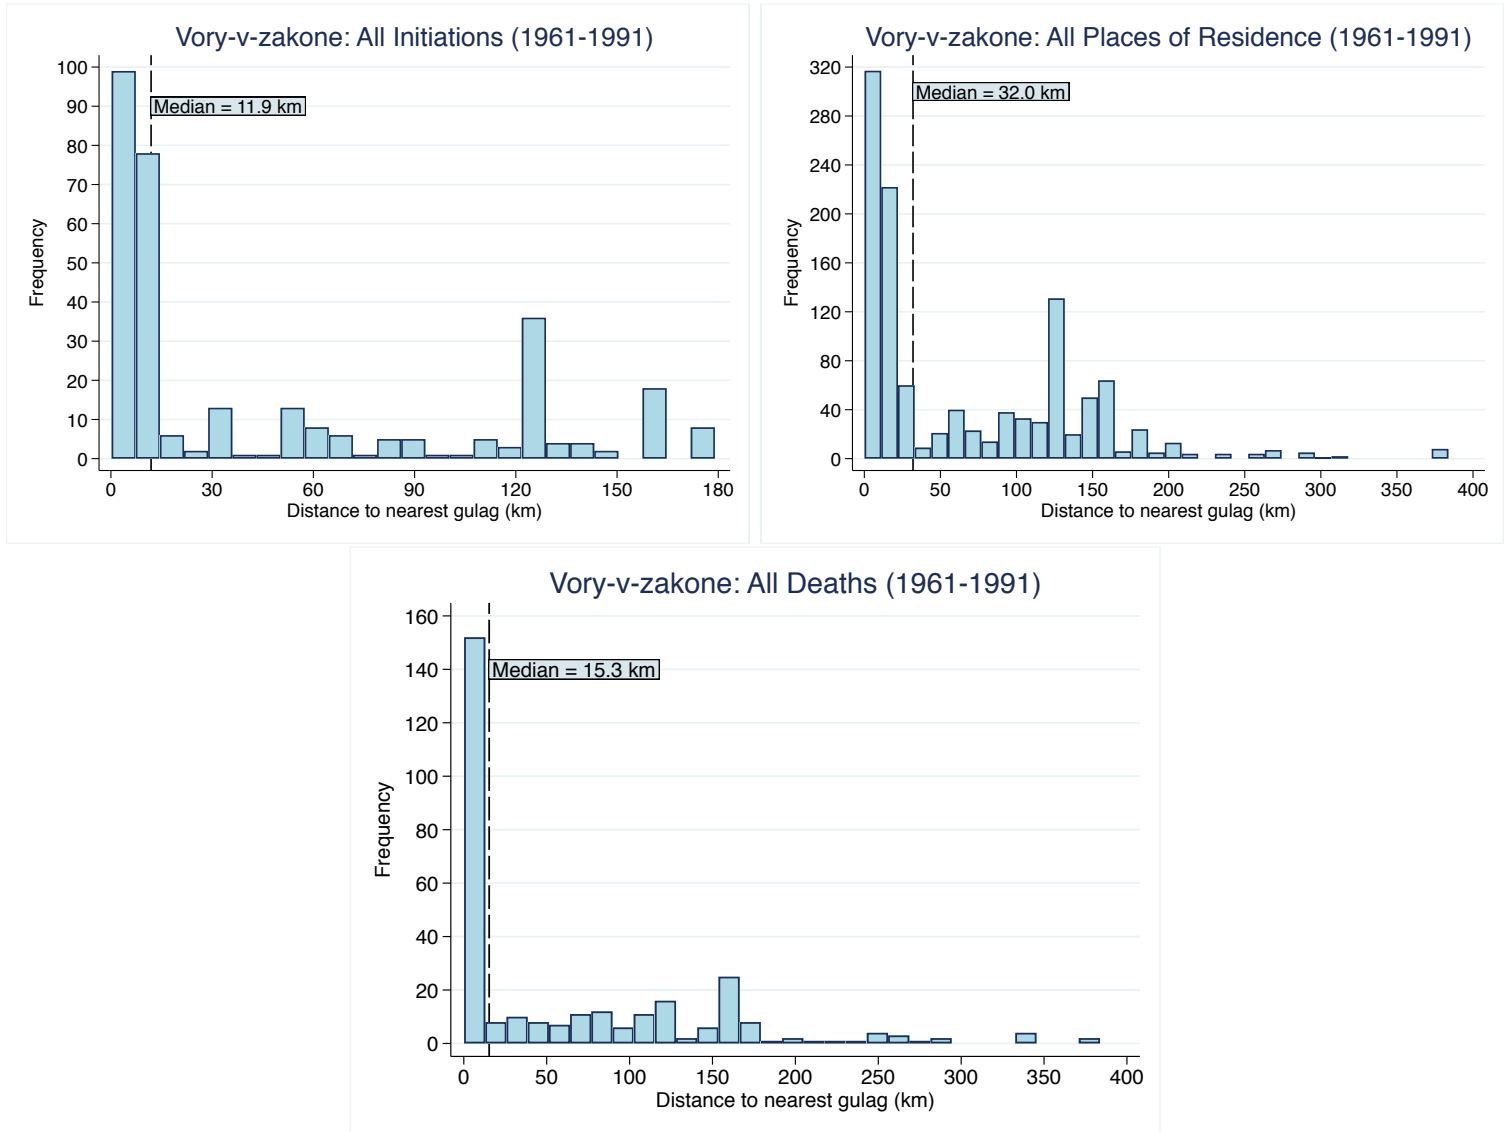 Vory-v-zakone: All Initiations (1961-1991)
Median = 11.9 km
100
90
80
70
60
50
40
30
20
10
0
Frequency
0 30 60 90 120 150 180
Distance to nearest gulag (km)
Vory-v-zakone: All Places of Residence (1961-1991)
Median = 32.0 km
320
280
240
200
160
120
80
40
0
Frequency
0 50 100 150 200 250 300 350 400
Distance to nearest gulag (km)
Vory-v-zakone: All Deaths (1961-1991)
Median = 15.3 km
160
140
120
100
80
60
40
20
0
Frequency
0 50 100 150 200 250 300 350 400
Distance to nearest gulag (km)